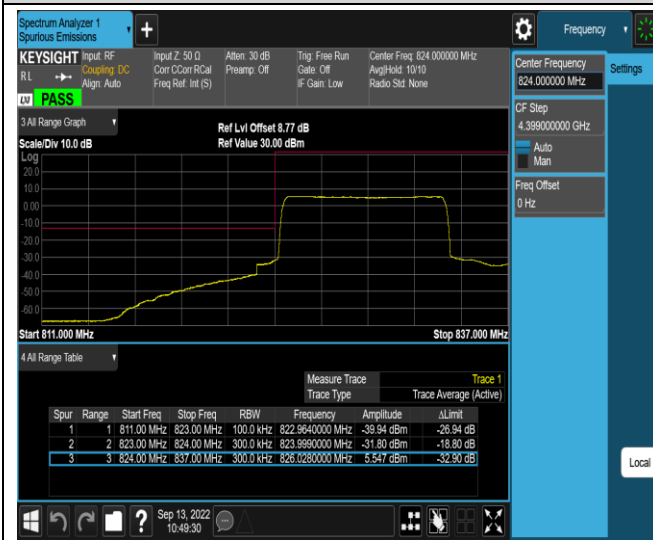 Spectrum Analyzer 1
Spurious Emissions
Frequency
KEYSIGHT Input: RF Input Z: 50 Ω Atten: 30 dB Trig: Free Run Center Freq: 824.000000 MHz
RL Coupling: DC Corr CCorr RCal Preamp: Off Gate: Off Avg|Hold: 10/10
Align: Auto Freq Ref: Int (S) IF Gain: Low Radio Std: None
LXI PASS
Center Frequency
824.000000 MHz
Settings
CF Step
4.399000000 GHz
Auto
Man
Freq Offset
0 Hz
3 All Range Graph
Ref Lvl Offset 8.77 dB
Scale/Div 10.0 dB Ref Value 30.00 dBm
Log
20.0
10.0
0.00
-10.0
-20.0
-30.0
-40.0
-50.0
-60.0
Start 811.000 MHz Stop 837.000 MHz
4 All Range Table
Measure Trace Trace 1
Trace Type Trace Average (Active)
Spur Range Start Freq Stop Freq RBW Frequency Amplitude ΔLimit
1 1 811.00 MHz 823.00 MHz 100.0 kHz 822.9640000 MHz -39.94 dBm -26.94 dB
2 2 823.00 MHz 824.00 MHz 300.0 kHz 823.9990000 MHz -31.80 dBm -18.80 dB
3 3 824.00 MHz 837.00 MHz 300.0 kHz 826.0280000 MHz 5.547 dBm -32.90 dB
Local
Sep 13, 2022
10:49:30